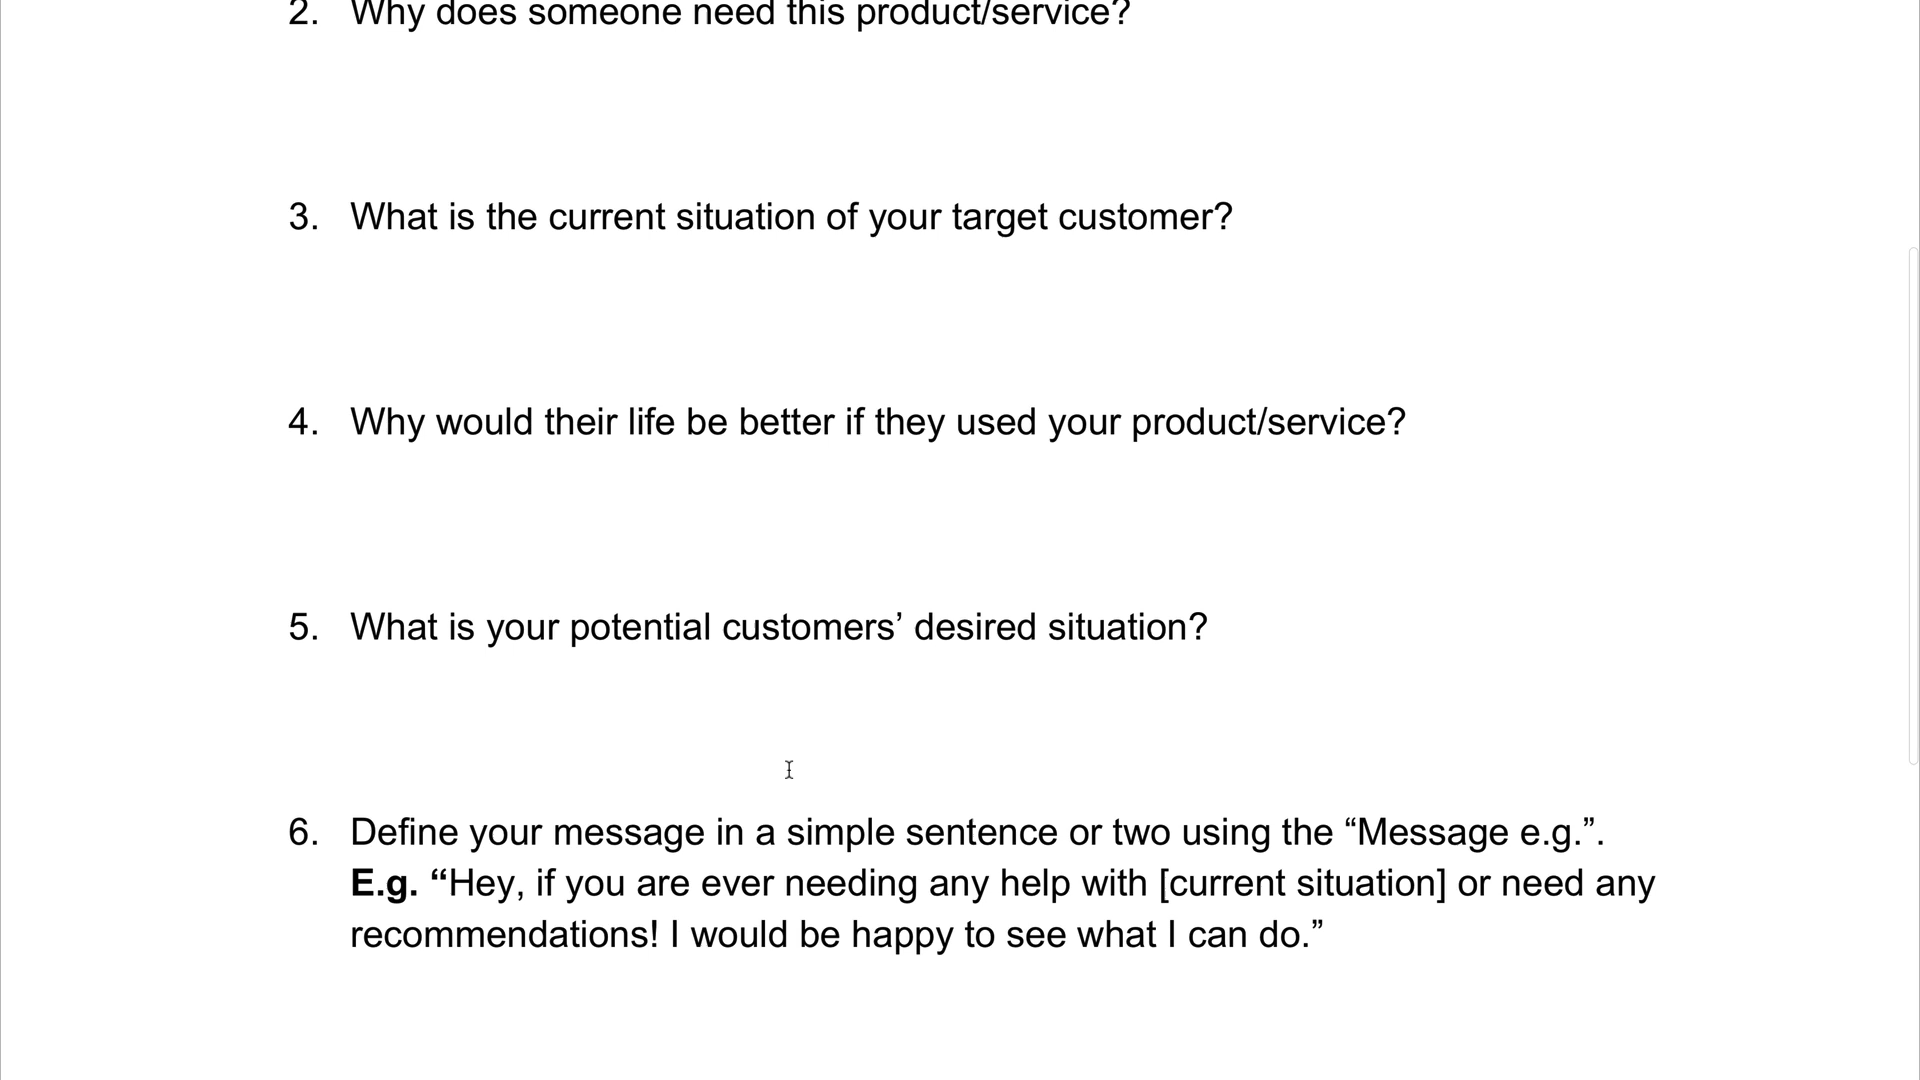 2. Why does someone need this product/service?
3. What is the current situation of your target customer?
4. Why would their life be better if they used your product/service?
5. What is your potential customers’ desired situation?
6. Define your message in a simple sentence or two using the “Message e.g.”.
E.g. “Hey, if you are ever needing any help with [current situation] or need any
recommendations! I would be happy to see what I can do.”